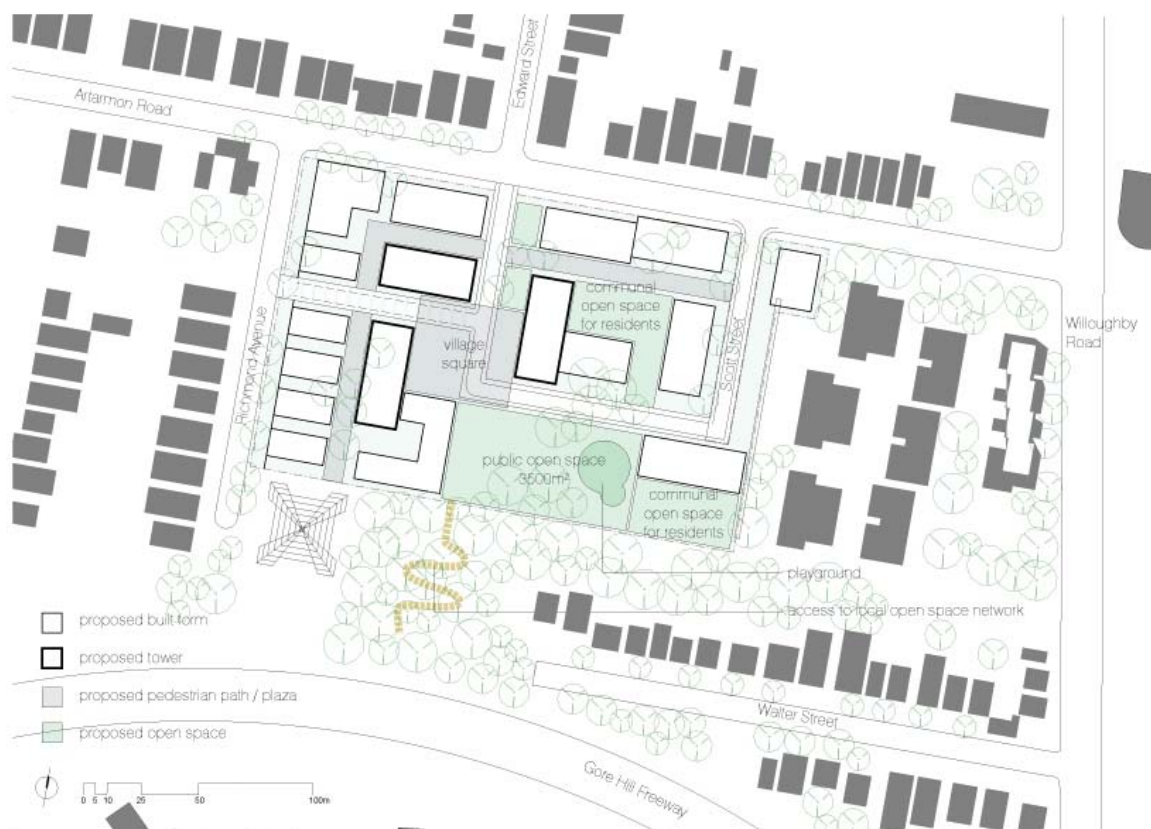 Edward Street
Artarmon Road
communal
open space
for residents
Willoughby
Road
village
square
Scott Street
Richmond Avenue
public open space
~3500m²
communal
open space
for residents
playground
access to local open space network
proposed built form
proposed tower
proposed pedestrian path / plaza
proposed open space
Walter Street
Gore Hill Freeway
0 5 10 25 50 100m